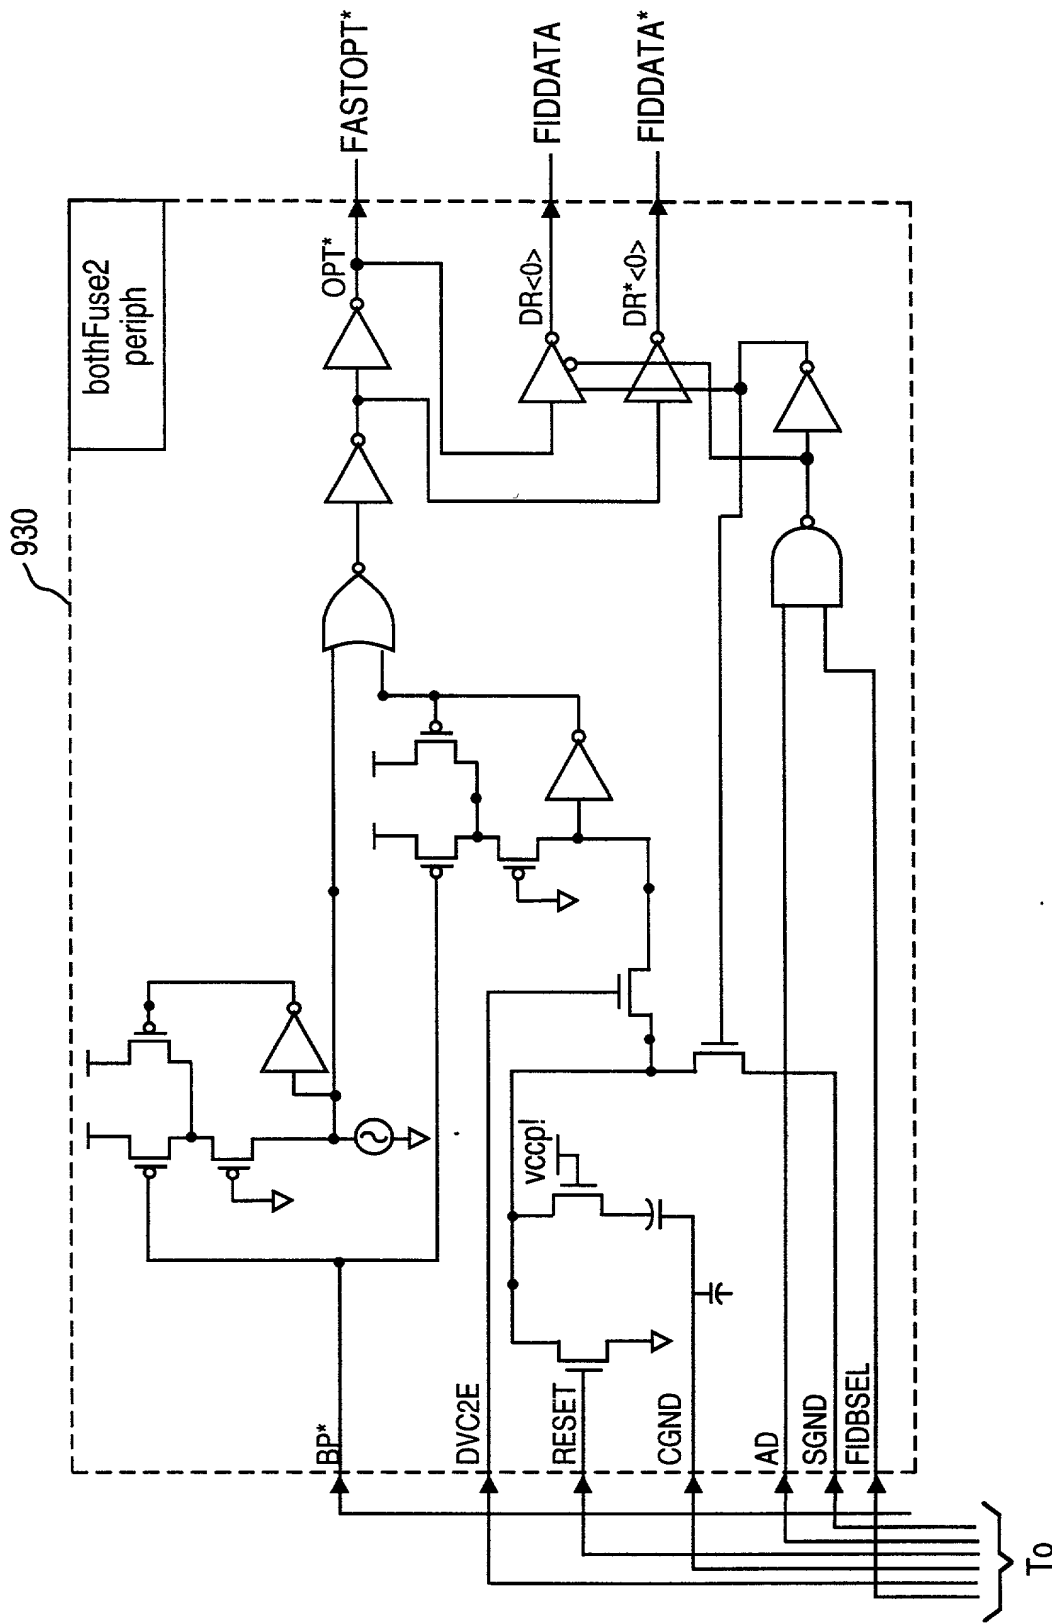 930
bothFuse2
periph
FASTOPT*
OPT*
FIDDATA
DR<0>
FIDDATA*
DR*<0>
vccp!
BP*
DVC2E
RESET
CGND
AD
SGND
FIDBSEL
To